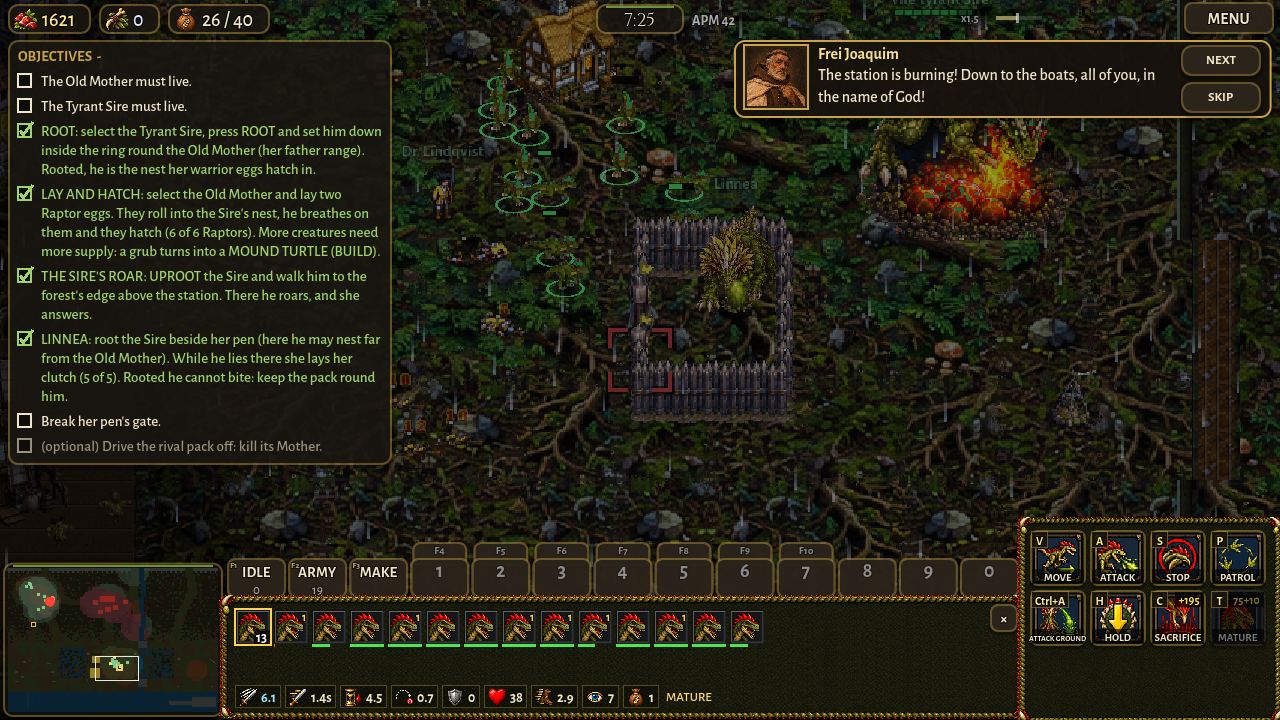 1621
0
26 / 40
7:25
APM 42
The Tyrant Sire
x1.5
MENU
OBJECTIVES -
The Old Mother must live.
The Tyrant Sire must live.
ROOT: select the Tyrant Sire, press ROOT and set him down
inside the ring round the Old Mother (her father range).
Rooted, he is the nest her warrior eggs hatch in.
LAY AND HATCH: select the Old Mother and lay two
Raptor eggs. They roll into the Sire's nest, he breathes on
them and they hatch (6 of 6 Raptors). More creatures need
more supply: a grub turns into a MOUND TURTLE (BUILD).
THE SIRE'S ROAR: UPROOT the Sire and walk him to the
forest's edge above the station. There he roars, and she
answers.
LINNEA: root the Sire beside her pen (here he may nest far
from the Old Mother). While he lies there she lays her
clutch (5 of 5). Rooted he cannot bite: keep the pack round
him.
Break her pen's gate.
(optional) Drive the rival pack off: kill its Mother.
Frei Joaquim
The station is burning! Down to the boats, all of you, in
the name of God!
NEXT
SKIP
Dr. Lindqvist
Linnea
F1 IDLE 0
F2 ARMY 19
F3 MAKE
F4 1
F5 2
F6 3
F7 4
F8 5
F9 6
F10 7
8
9
0
13
1
1
1
1
1
1
×
6.1
1.4s
4.5
0.7
0
38
2.9
7
1
MATURE
V MOVE
A ATTACK
S STOP
P PATROL
Ctrl+A ATTACK GROUND
H HOLD
C +195 SACRIFICE
T 75+10 MATURE